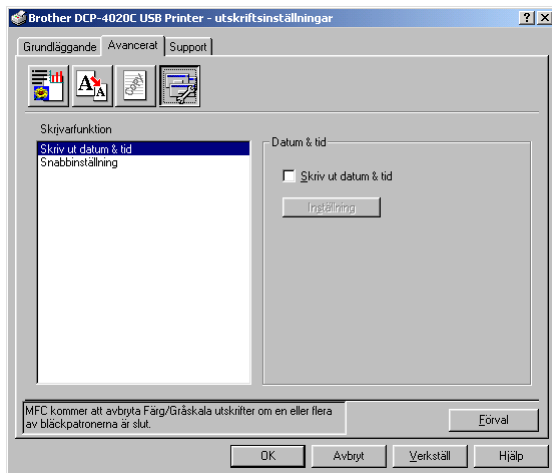 Brother DCP-4020C USB Printer - utskriftsinställningar
Grundläggande Avancerat Support
Skrivarfunktion
Skriv ut datum & tid
Snabbinställning
Datum & tid
Skriv ut datum & tid
Inställning
MFC kommer att avbryta Färg/Gråskala utskrifter om en eller flera
av bläckpatronerna är slut.
Förval
OK Avbryt Verkställ Hjälp